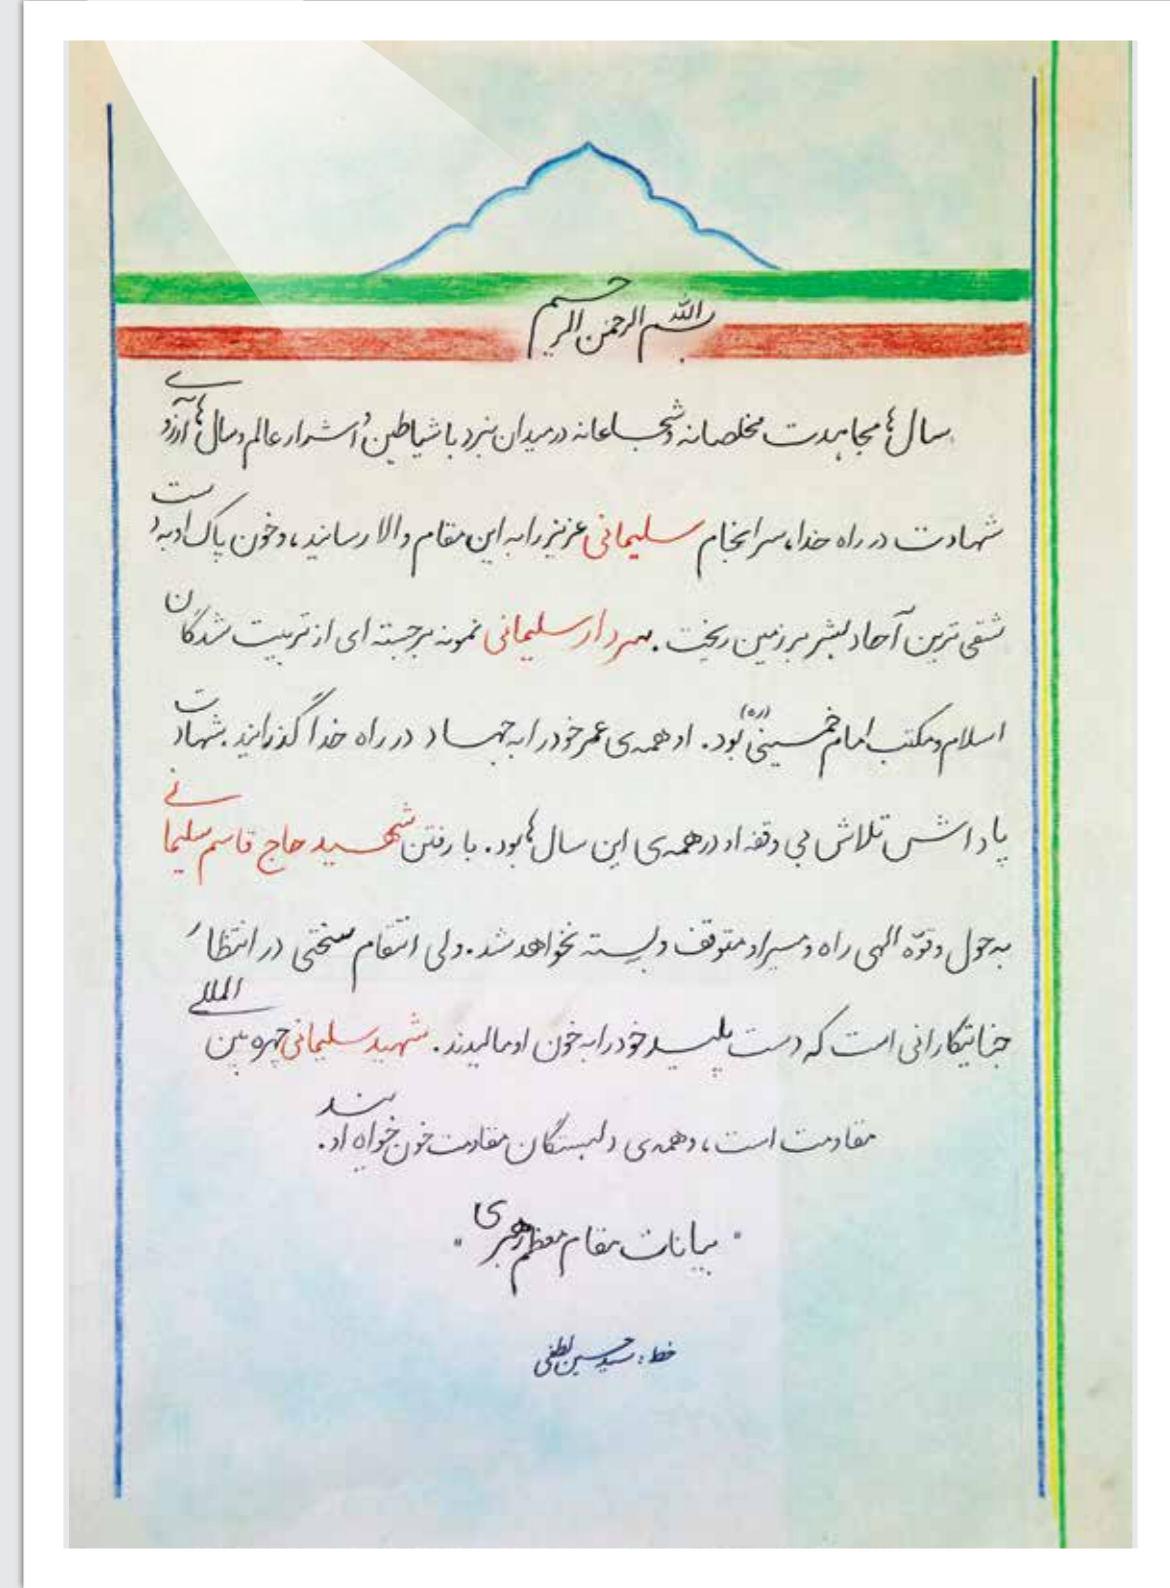 بسم الله الرحمن الرحیم
سال‌ها مجاهدت مخلصانه و شجاعانه در میدان نبرد با شیاطین و اشرار عالم و سال‌ها آرزوی
شهادت در راه خدا، سرانجام سلیمانی عزیز را به این مقام والا رسانید، و خون پاک او به دست
شقی ترین آحاد بشر بر زمین ریخت. سردار سلیمانی نمونه برجسته ای از تربیت شدگان
اسلام و مکتب امام خمینی (ره) بود. او همه‌ی عمر خود را به جهاد در راه خدا گذرانید. شهادت
پاداش تلاش بی وقفه او در همه‌ی این سال‌ها بود. با رفتن شهید حاج قاسم سلیمانی
به حول و قوّه الهی راه و مسیر او متوقف و بسته نخواهد شد. ولی انتقام سختی در انتظار
جنایتکارانی است که دست پلید خود را به خون او مالیدند. شهید سلیمانی چهره بین المللی
مقاومت است، و همه‌ی دلبستگان مقاومت خون خواه اویند.
"بیانات مقام معظم رهبری"
خط: سید حسین لطفی